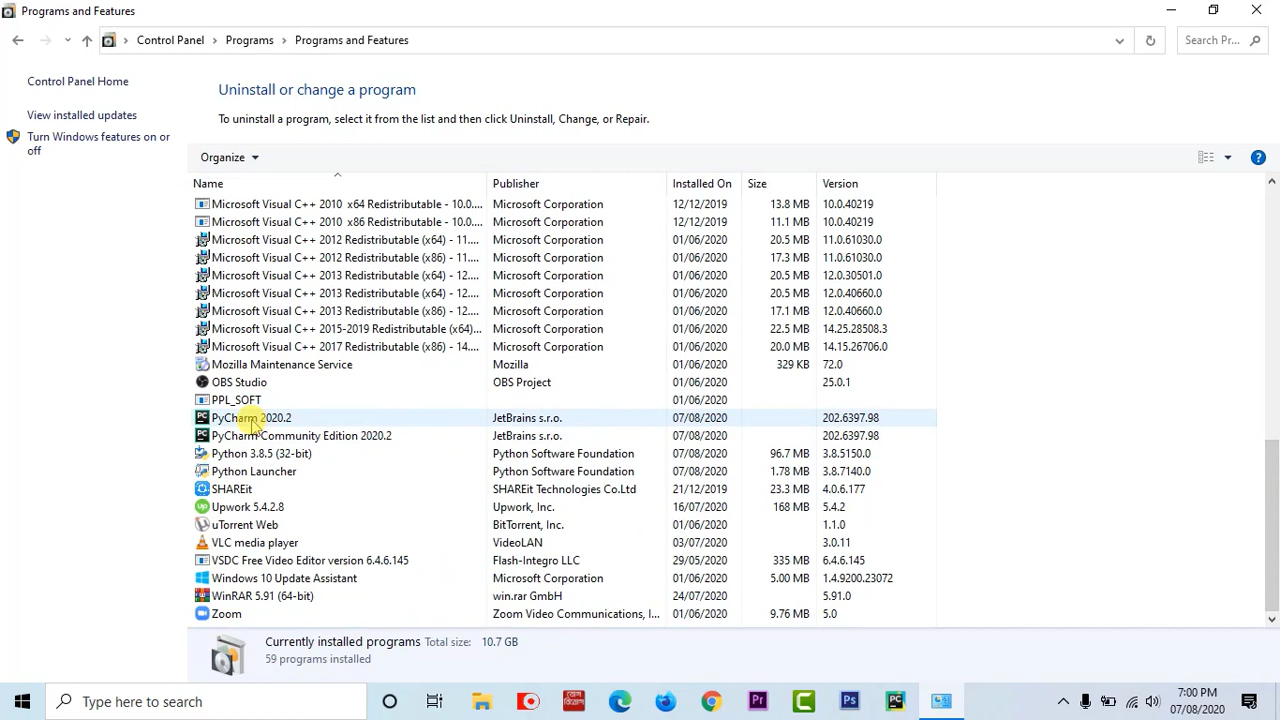 Programs and Features
Control Panel > Programs > Programs and Features
Search Pr...
Control Panel Home
View installed updates
Turn Windows features on or
off
Uninstall or change a program
To uninstall a program, select it from the list and then click Uninstall, Change, or Repair.
Organize
Name Publisher Installed On Size Version
Microsoft Visual C++ 2010 x64 Redistributable - 10.0.... Microsoft Corporation 12/12/2019 13.8 MB 10.0.40219
Microsoft Visual C++ 2010 x86 Redistributable - 10.0.... Microsoft Corporation 12/12/2019 11.1 MB 10.0.40219
Microsoft Visual C++ 2012 Redistributable (x64) - 11.... Microsoft Corporation 01/06/2020 20.5 MB 11.0.61030.0
Microsoft Visual C++ 2012 Redistributable (x86) - 11.... Microsoft Corporation 01/06/2020 17.3 MB 11.0.61030.0
Microsoft Visual C++ 2013 Redistributable (x64) - 12.... Microsoft Corporation 01/06/2020 20.5 MB 12.0.30501.0
Microsoft Visual C++ 2013 Redistributable (x64) - 12.... Microsoft Corporation 01/06/2020 20.5 MB 12.0.40660.0
Microsoft Visual C++ 2013 Redistributable (x86) - 12.... Microsoft Corporation 01/06/2020 17.1 MB 12.0.40660.0
Microsoft Visual C++ 2015-2019 Redistributable (x64)... Microsoft Corporation 01/06/2020 22.5 MB 14.25.28508.3
Microsoft Visual C++ 2017 Redistributable (x86) - 14.... Microsoft Corporation 01/06/2020 20.0 MB 14.15.26706.0
Mozilla Maintenance Service Mozilla 01/06/2020 329 KB 72.0
OBS Studio OBS Project 01/06/2020 25.0.1
PPL_SOFT 01/06/2020
PyCharm 2020.2 JetBrains s.r.o. 07/08/2020 202.6397.98
PyCharm Community Edition 2020.2 JetBrains s.r.o. 07/08/2020 202.6397.98
Python 3.8.5 (32-bit) Python Software Foundation 07/08/2020 96.7 MB 3.8.5150.0
Python Launcher Python Software Foundation 07/08/2020 1.78 MB 3.8.7140.0
SHAREit SHAREit Technologies Co.Ltd 21/12/2019 23.3 MB 4.0.6.177
Upwork 5.4.2.8 Upwork, Inc. 16/07/2020 168 MB 5.4.2
uTorrent Web BitTorrent, Inc. 01/06/2020 1.1.0
VLC media player VideoLAN 03/07/2020 3.0.11
VSDC Free Video Editor version 6.4.6.145 Flash-Integro LLC 29/05/2020 335 MB 6.4.6.145
Windows 10 Update Assistant Microsoft Corporation 01/06/2020 5.00 MB 1.4.9200.23072
WinRAR 5.91 (64-bit) win.rar GmbH 24/07/2020 5.91.0
Zoom Zoom Video Communications, I... 01/06/2020 9.76 MB 5.0
Currently installed programs Total size: 10.7 GB
59 programs installed
Type here to search
7:00 PM
07/08/2020